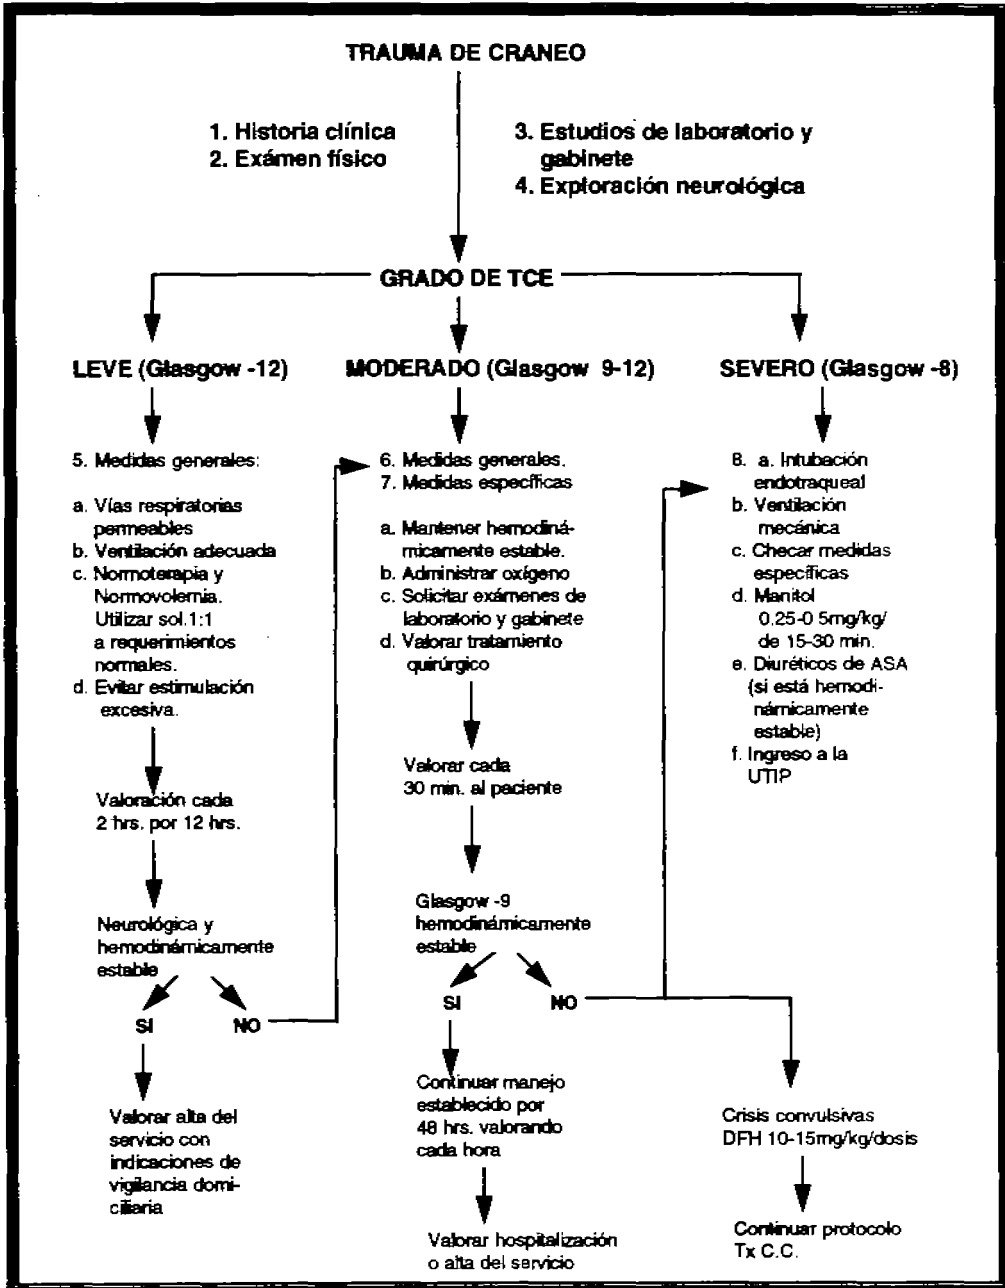 TRAUMA DE CRANEO
1. Historia clínica
2. Exámen físico
3. Estudios de laboratorio y
gabinete
4. Exploración neurológica
GRADO DE TCE
LEVE (Glasgow -12)
5. Medidas generales:
a. Vías respiratorias
permeables
b. Ventilación adecuada
c. Normoterapia y
Normovolemia.
Utilizar sol.1:1
a requerimientos
normales.
d. Evitar estimulación
excesiva.
Valoración cada
2 hrs. por 12 hrs.
Neurológica y
hemodinámicamente
estable
SI
NO
Valorar alta del
servicio con
indicaciones de
vigilancia domi-
ciliaria
MODERADO (Glasgow 9-12)
6. Medidas generales.
7. Medidas específicas
a. Mantener hemodiná-
micamente estable.
b. Administrar oxígeno
c. Solicitar exámenes de
laboratorio y gabinete
d. Valorar tratamiento
quirúrgico
Valorar cada
30 min. al paciente
Glasgow -9
hemodinámicamente
estable
SI
NO
Continuar manejo
establecido por
48 hrs. valorando
cada hora
Valorar hospitalización
o alta del servicio
SEVERO (Glasgow -8)
8. a. Intubación
endotraqueal
b. Ventilación
mecánica
c. Checar medidas
específicas
d. Manitol
0.25-0 5mg/kg/
de 15-30 min.
e. Diuréticos de ASA
(si está hemodi-
námicamente
estable)
f. Ingreso a la
UTIP
Crisis convulsivas
DFH 10-15mg/kg/dosis
Continuar protocolo
Tx C.C.